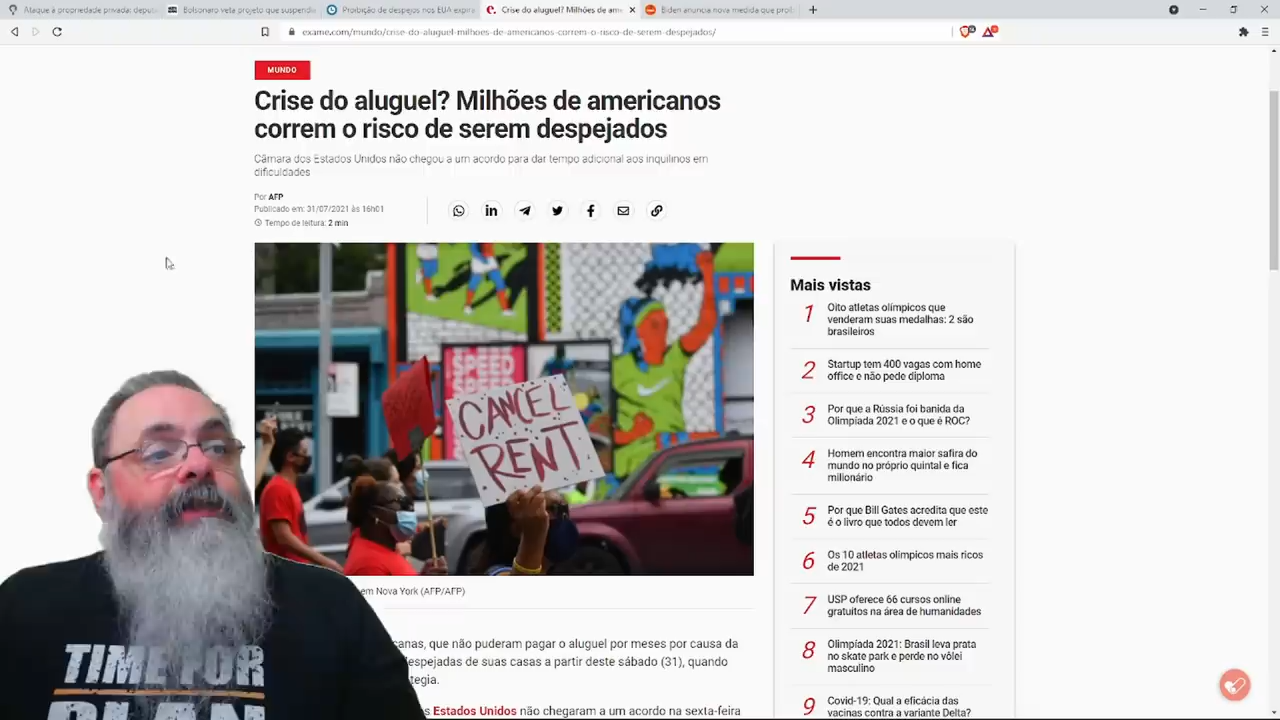 Ataque à propriedade privada: deputa
Bolsonaro veta projeto que suspendia
Proibição de despejos nos EUA expira
Crise do aluguel? Milhões de ame
Biden anuncia nova medida que proí
exame.com/mundo/crise-do-aluguel-milhoes-de-americanos-correm-o-risco-de-serem-despejados/
MUNDO
Crise do aluguel? Milhões de americanos
correm o risco de serem despejados
Câmara dos Estados Unidos não chegou a um acordo para dar tempo adicional aos inquilinos em
dificuldades
Por AFP
Publicado em: 31/07/2021 às 16h01
Tempo de leitura: 2 min
SPEED
CANCEL
RENT
em Nova York (AFP/AFP)
canas, que não puderam pagar o aluguel por meses por causa da
espejadas de suas casas a partir deste sábado (31), quando
tegia.
s Estados Unidos não chegaram a um acordo na sexta-feira
Mais vistas
1 Oito atletas olímpicos que
venderam suas medalhas: 2 são
brasileiros
2 Startup tem 400 vagas com home
office e não pede diploma
3 Por que a Rússia foi banida da
Olimpíada 2021 e o que é ROC?
4 Homem encontra maior safira do
mundo no próprio quintal e fica
milionário
5 Por que Bill Gates acredita que este
é o livro que todos devem ler
6 Os 10 atletas olímpicos mais ricos
de 2021
7 USP oferece 66 cursos online
gratuitos na área de humanidades
8 Olimpíada 2021: Brasil leva prata
no skate park e perde no vôlei
masculino
9 Covid-19: Qual a eficácia das
vacinas contra a variante Delta?
TIME FOR